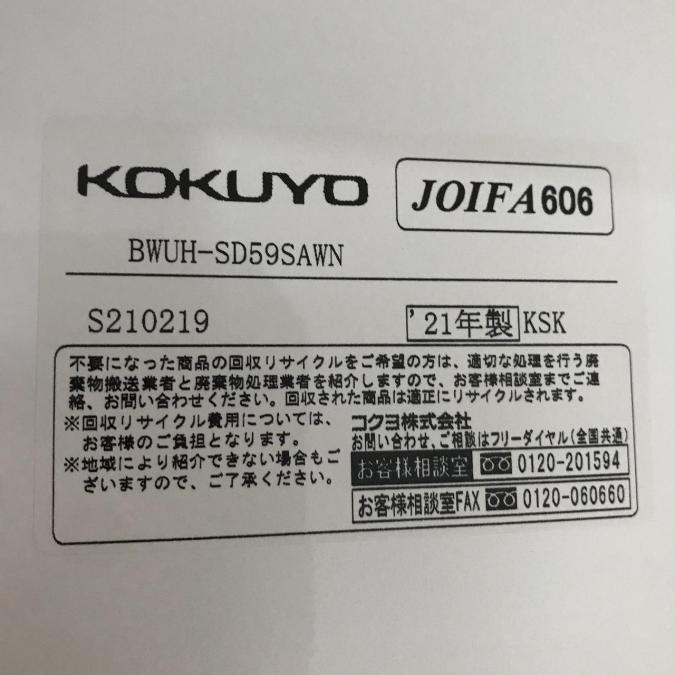 KOKUYO JOIFA606
BWUH-SD59SAWN
S210219 '21年製 KSK
不要になった商品の回収リサイクルをご希望の方は、適切な処理を行う廃
棄物搬送業者と廃棄物処理業者を紹介しますので、お客様相談室までご連
絡、お問い合わせください。回収された商品は適正にリサイクルされます。
※回収リサイクル費用については、
お客様のご負担となります。
※地域により紹介できない場合もご
ざいますので、ご了承ください。
コクヨ株式会社
お問い合わせ、ご相談はフリーダイヤル(全国共通)
お客様相談室 0120-201594
お客様相談室FAX 0120-060660